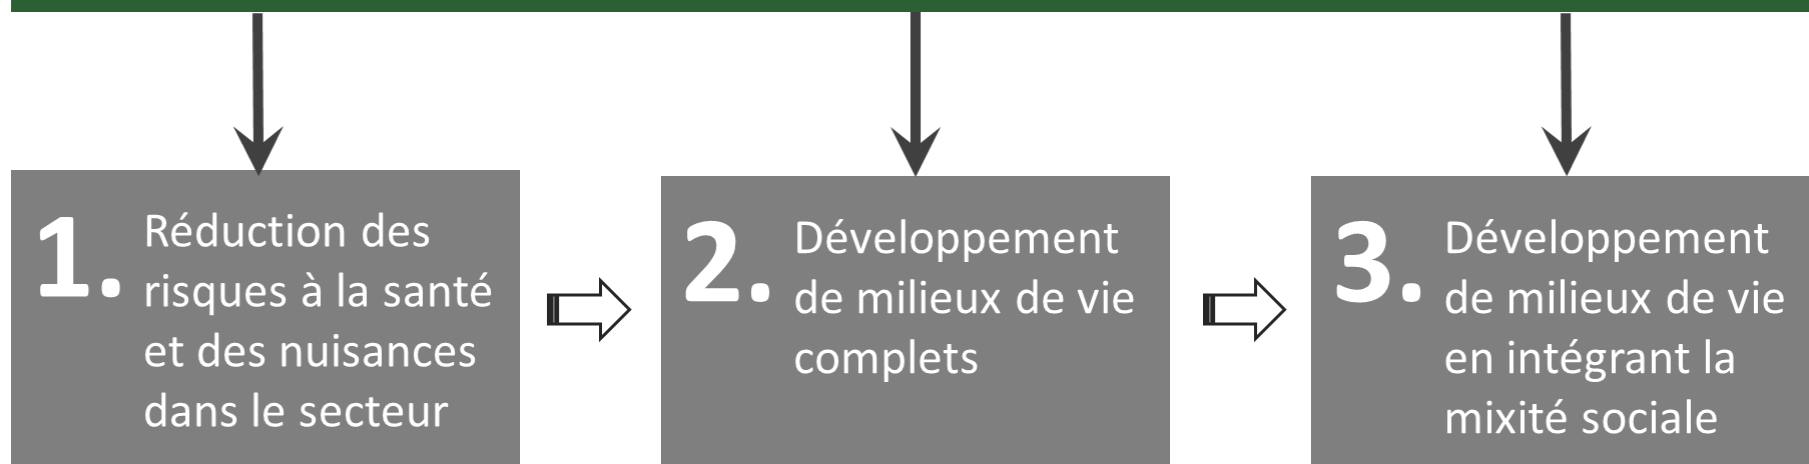 1.
Réduction des
risques à la santé
et des nuisances
dans le secteur
2.
Développement
de milieux de vie
complets
3.
Développement
de milieux de vie
en intégrant la
mixité sociale